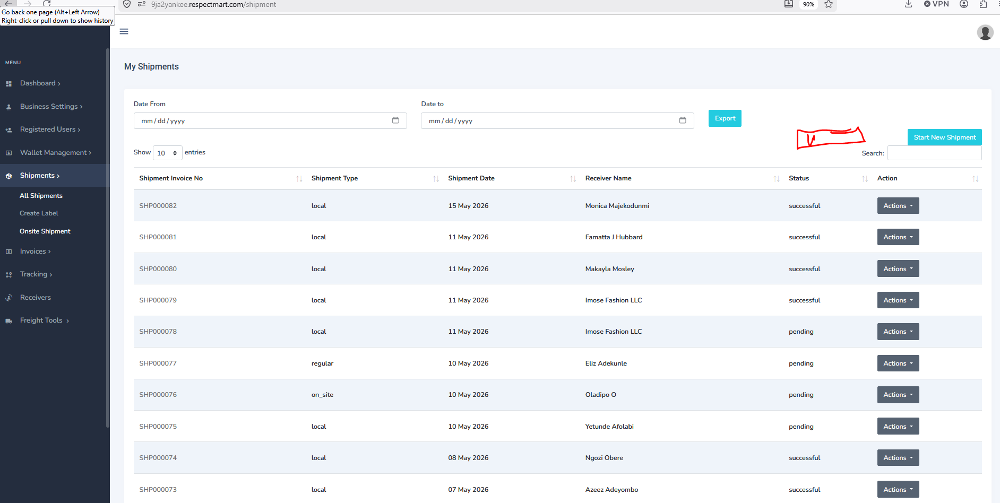 9ja2yankee.respectmart.com/shipment
90%
VPN
Go back one page (Alt+Left Arrow)
Right-click or pull down to show history
MENU
Dashboard
Business Settings
Registered Users
Wallet Management
Shipments
All Shipments
Create Label
Onsite Shipment
Invoices
Tracking
Receivers
Freight Tools
My Shipments
Date From
Date to
mm/dd/yyyy
mm/dd/yyyy
Export
Start New Shipment
Show 10 entries
Search:
Shipment Invoice No Shipment Type Shipment Date Receiver Name Status Action
SHP000082 local 15 May 2026 Monica Majekodunmi successful Actions
SHP000081 local 11 May 2026 Famatta J Hubbard successful Actions
SHP000080 local 11 May 2026 Makayla Mosley successful Actions
SHP000079 local 11 May 2026 Imose Fashion LLC successful Actions
SHP000078 local 11 May 2026 Imose Fashion LLC pending Actions
SHP000077 regular 10 May 2026 Eliz Adekunle pending Actions
SHP000076 on_site 10 May 2026 Oladipo O pending Actions
SHP000075 local 10 May 2026 Yetunde Afolabi pending Actions
SHP000074 local 08 May 2026 Ngozi Obere successful Actions
SHP000073 local 07 May 2026 Azeez Adeyombo successful Actions